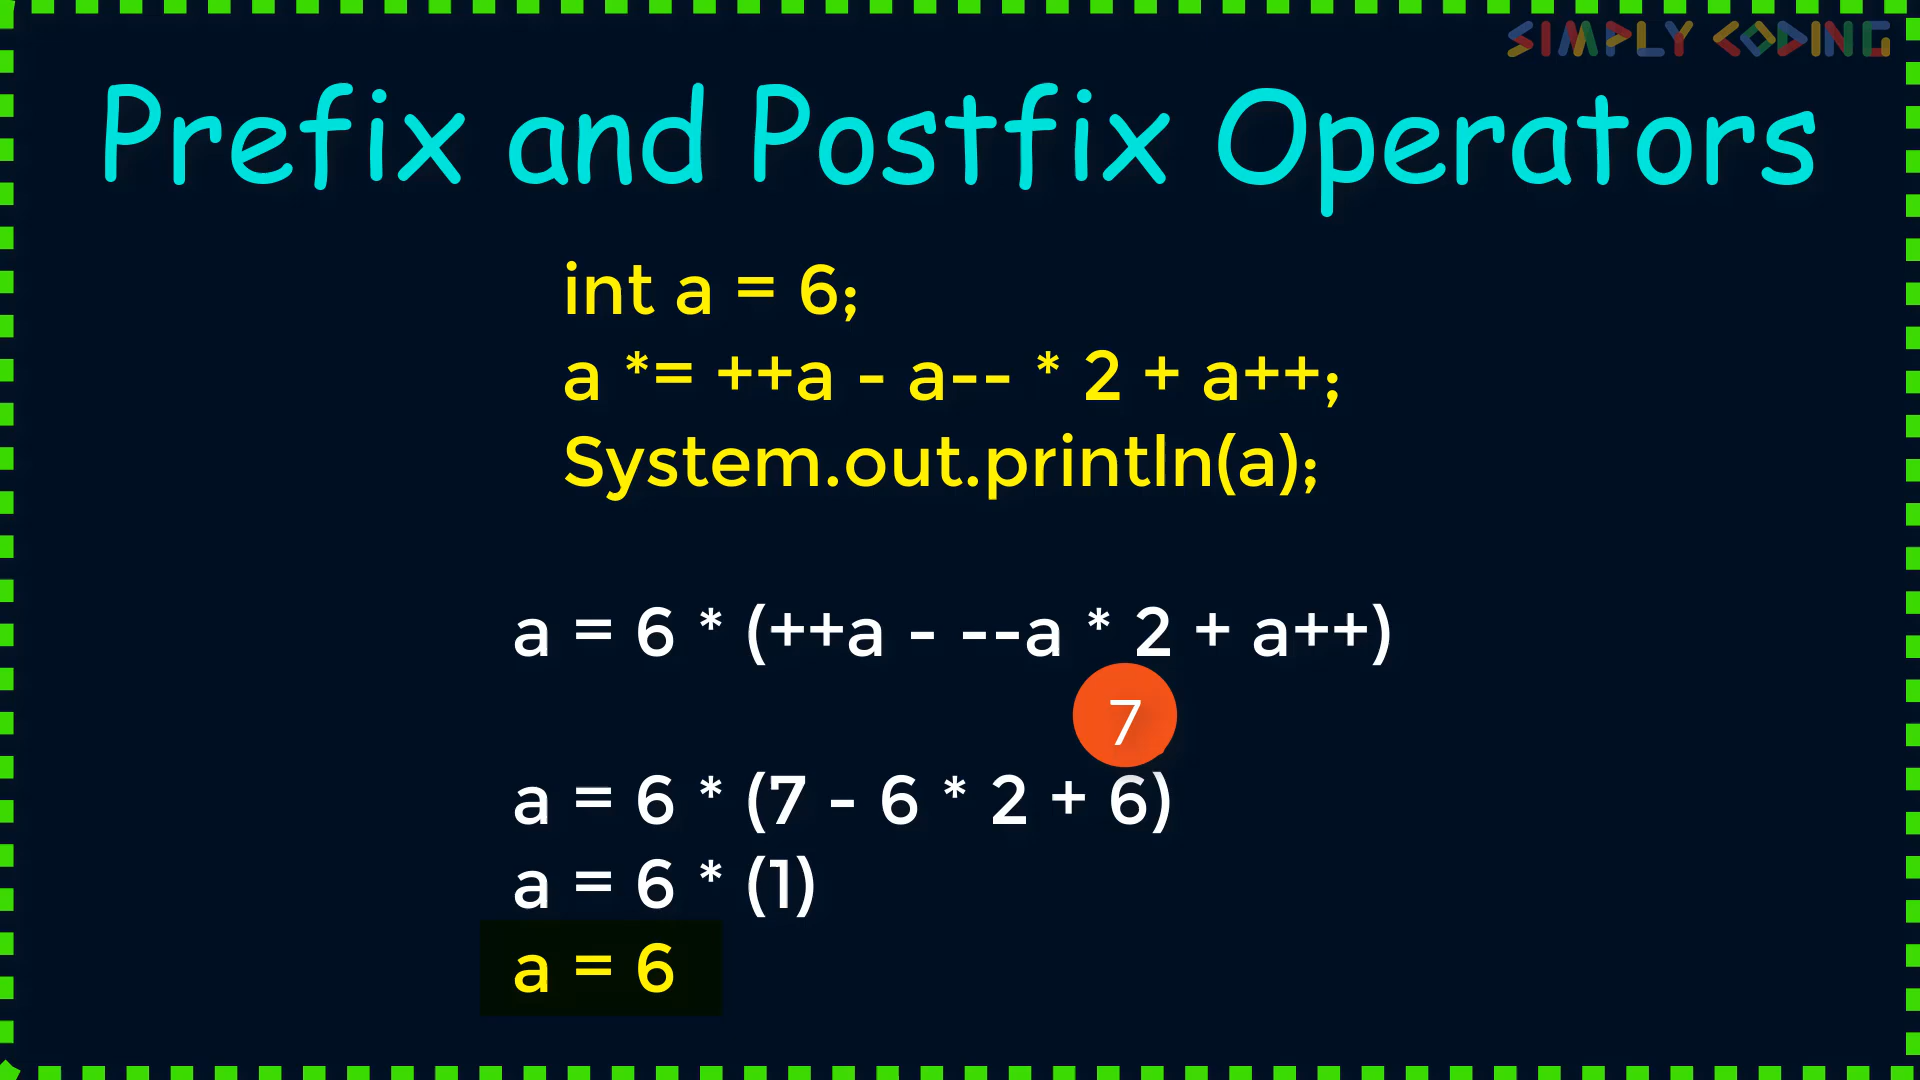 SIMPLY CODING
Prefix and Postfix Operators
int a = 6;
a *= ++a - a-- * 2 + a++;
System.out.println(a);
a = 6 * (++a - --a * 2 + a++)
7
a = 6 * (7 - 6 * 2 + 6)
a = 6 * (1)
a = 6